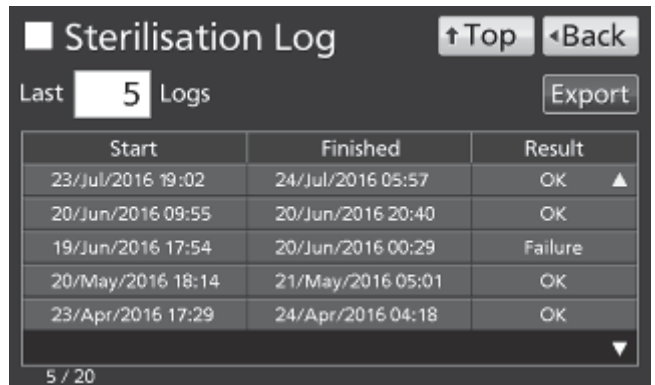 Sterilisation Log ↑Top ◂Back
Last 5 Logs Export
Start Finished Result
23/Jul/2016 19:02 24/Jul/2016 05:57 OK ▲
20/Jun/2016 09:55 20/Jun/2016 20:40 OK
19/Jun/2016 17:54 20/Jun/2016 00:29 Failure
20/May/2016 18:14 21/May/2016 05:01 OK
23/Apr/2016 17:29 24/Apr/2016 04:18 OK
▼
5 / 20